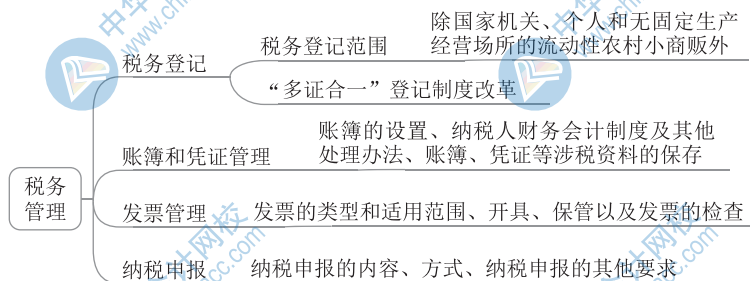 除国家机关、个人和无固定生产
税务登记范围
经营场所的流动性农村小商贩外
税务登记
“多证合一”登记制度改革
账簿的设置、纳税人财务会计制度及其他
账簿和凭证管理
处理办法、账簿、凭证等涉税资料的保存
税务
管理
发票管理
发票的类型和适用范围、开具、保管以及发票的检查
纳税申报
纳税申报的内容、方式、纳税申报的其他要求